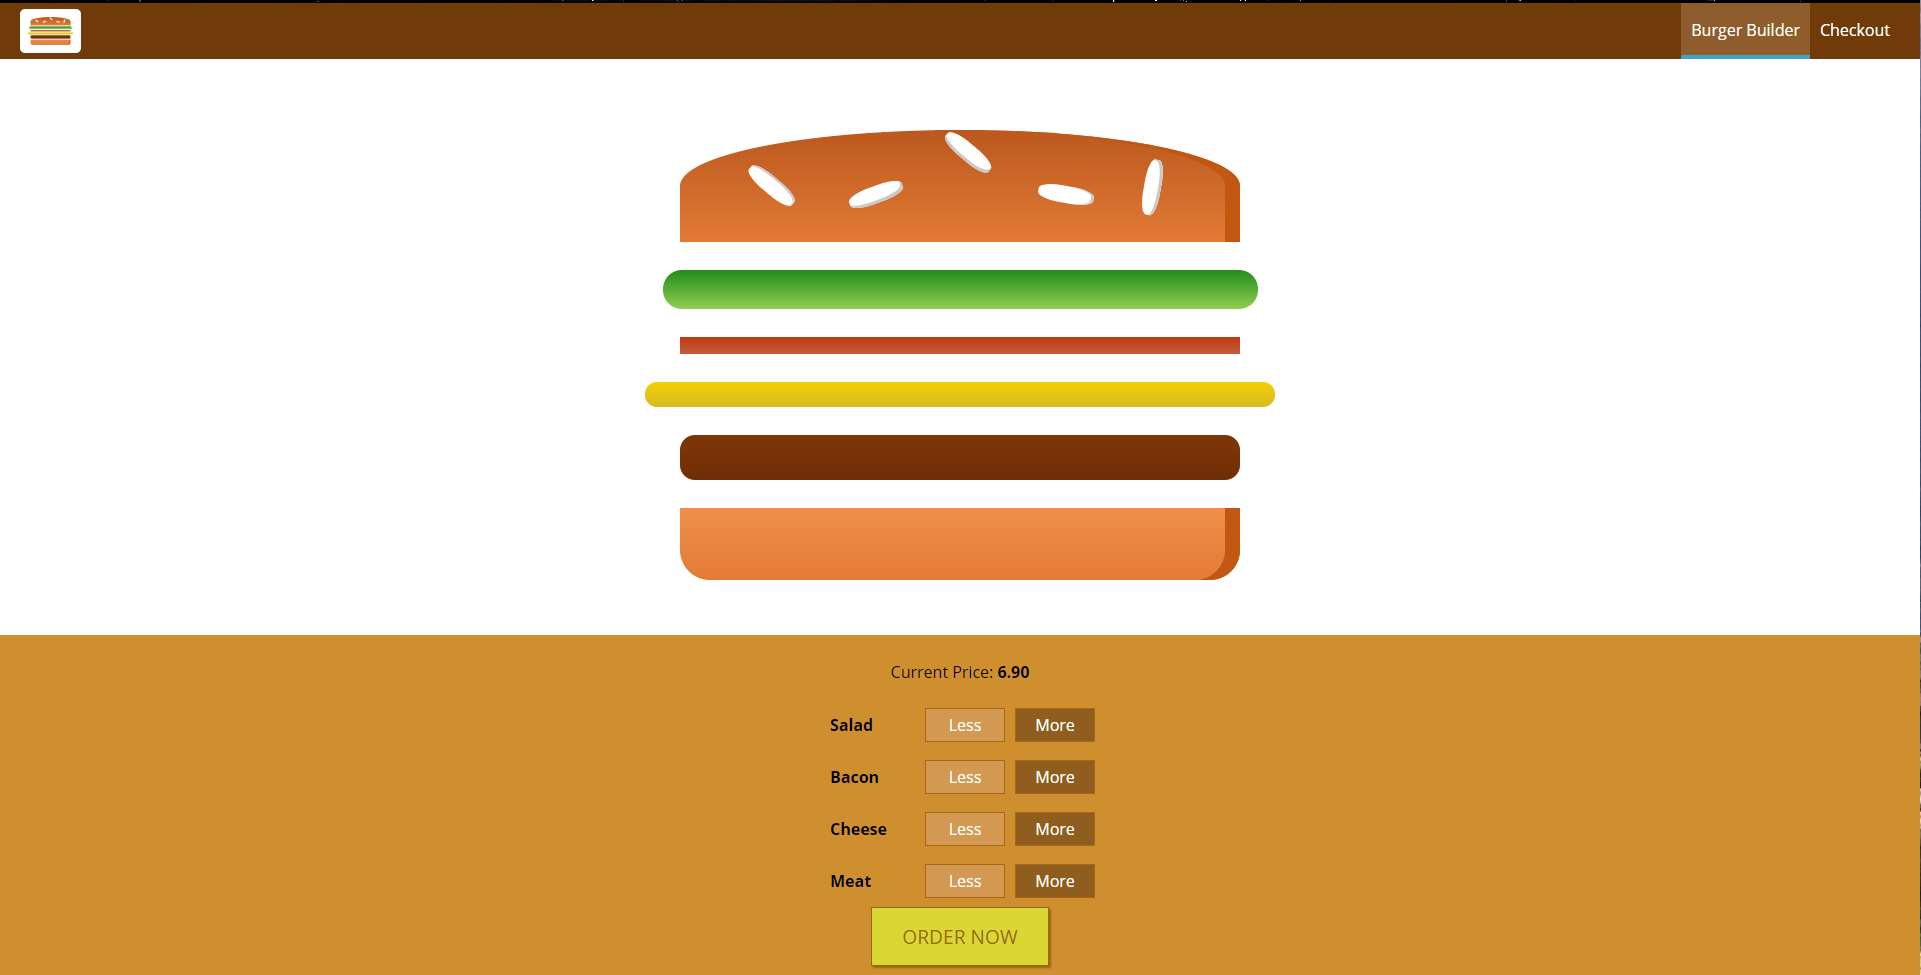 Burger Builder Checkout
Current Price: 6.90
Salad Less More
Bacon Less More
Cheese Less More
Meat Less More
ORDER NOW